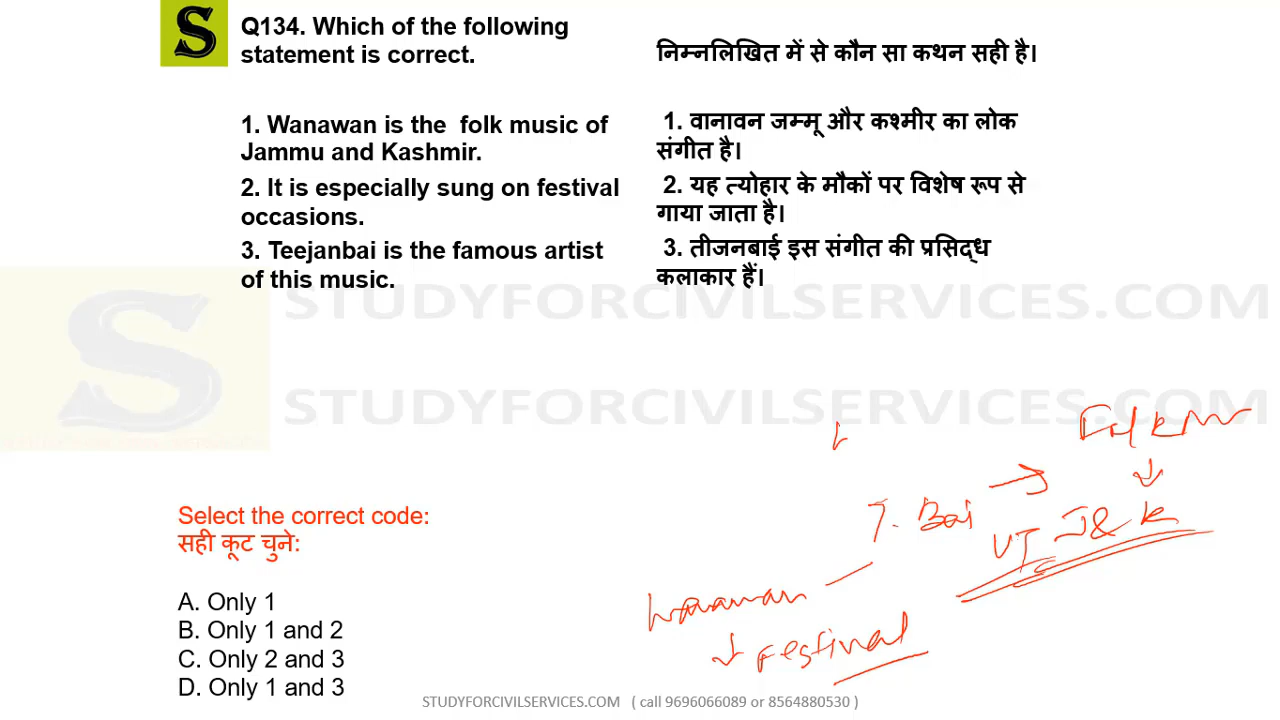 S
Q134. Which of the following
statement is correct.
1. Wanawan is the folk music of
Jammu and Kashmir.
2. It is especially sung on festival
occasions.
3. Teejanbai is the famous artist
of this music.
निम्नलिखित में से कौन सा कथन सही है।
1. वानावन जम्मू और कश्मीर का लोक
संगीत है।
2. यह त्योहार के मौकों पर विशेष रूप से
गाया जाता है।
3. तीजनबाई इस संगीत की प्रसिद्ध
कलाकार हैं।
S
STUDYFORCIVILSERVICES.COM
STUDYFORCIVILSERVICES.COM
Select the correct code:
सही कूट चुने:
A. Only 1
B. Only 1 and 2
C. Only 2 and 3
D. Only 1 and 3
T. Bai
UT J&K
Wanawan
Festival
STUDYFORCIVILSERVICES.COM ( call 9696066089 or 8564880530 )